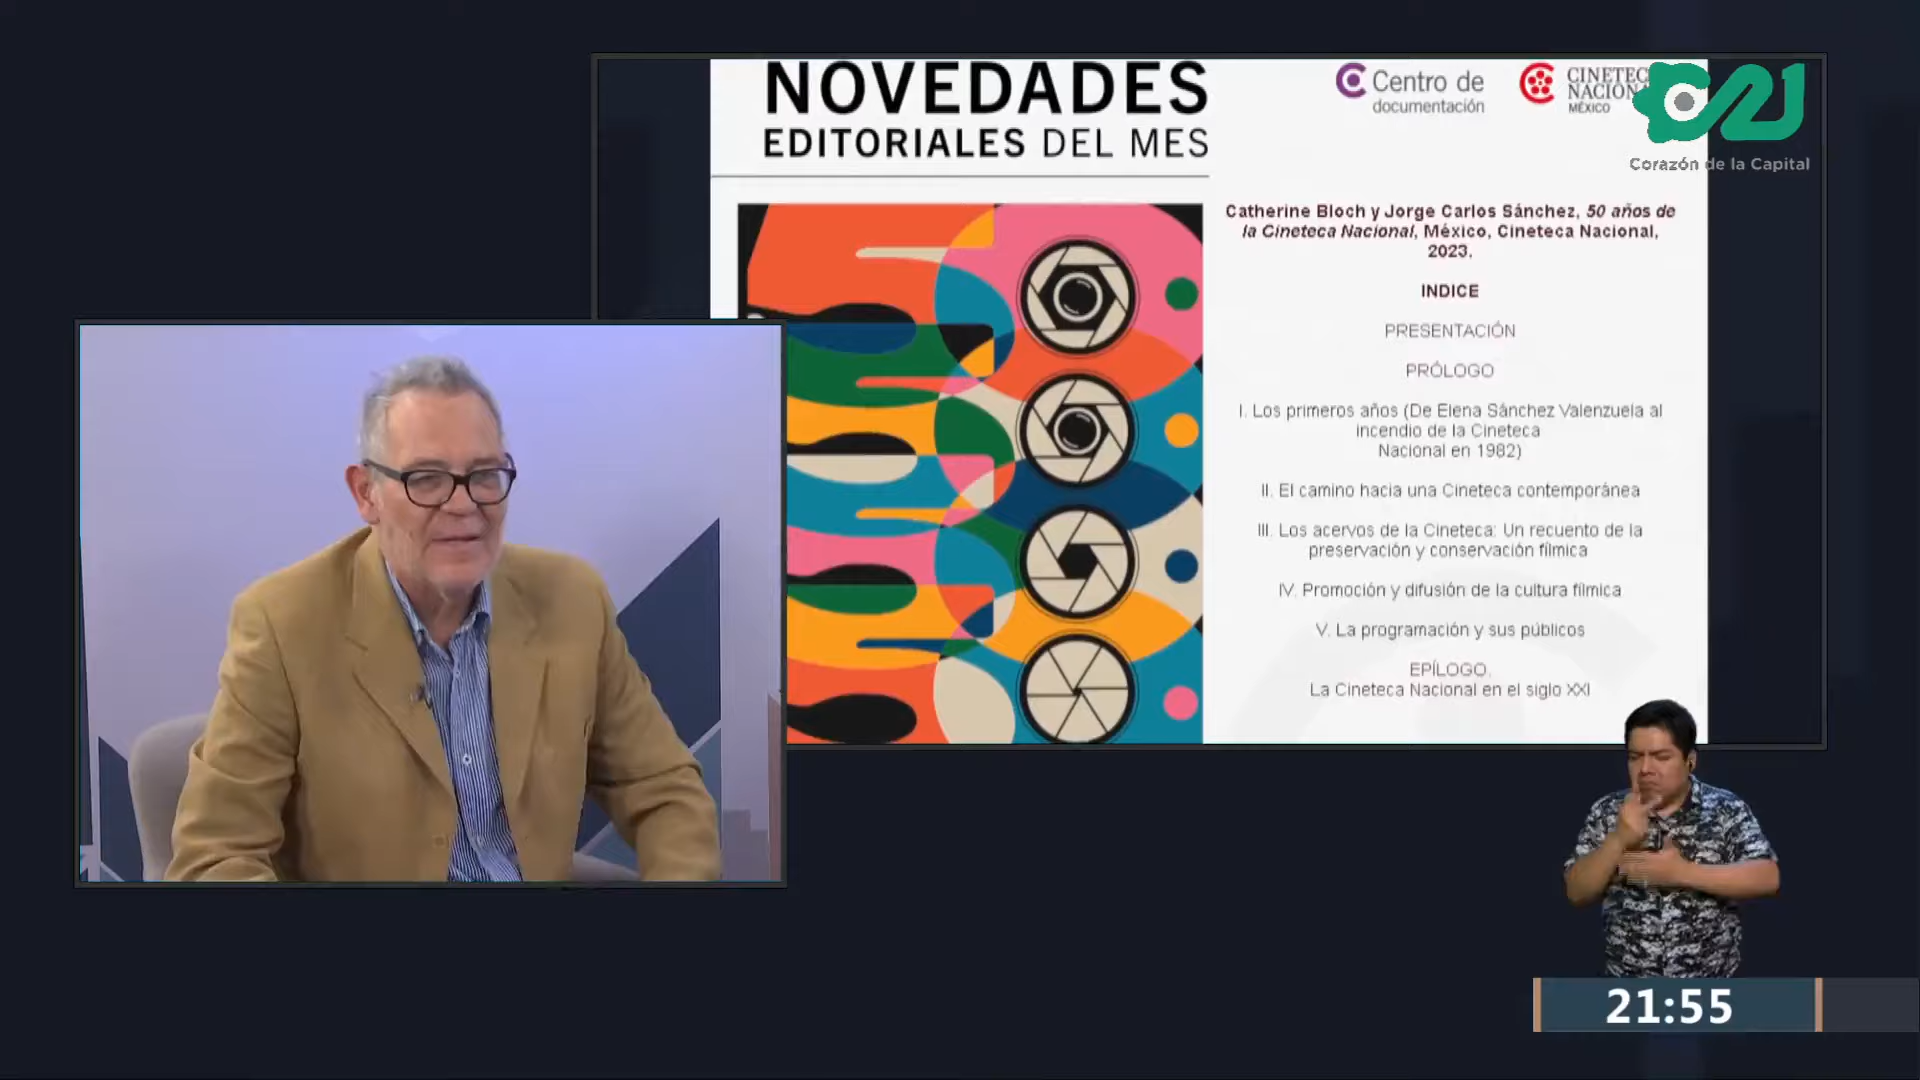 NOVEDADES
EDITORIALES DEL MES
Centro de
documentación
CINETEC
NACION
MÉXICO
Corazón de la Capital
Catherine Bloch y Jorge Carlos Sánchez, 50 años de
la Cineteca Nacional, México, Cineteca Nacional,
2023.
INDICE
PRESENTACIÓN
PRÓLOGO
I. Los primeros años (De Elena Sánchez Valenzuela al
incendio de la Cineteca
Nacional en 1982)
II. El camino hacia una Cineteca contemporánea
III. Los acervos de la Cineteca: Un recuento de la
preservación y conservación fílmica
IV. Promoción y difusión de la cultura fílmica
V. La programación y sus públicos
EPÍLOGO.
La Cineteca Nacional en el siglo XXI
21:55